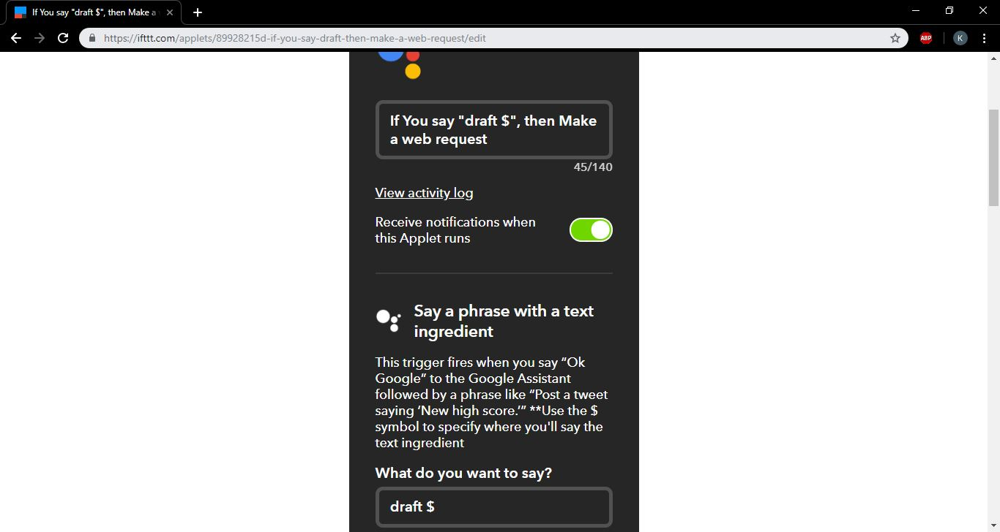 If You say "draft $", then Make a
https://ifttt.com/applets/89928215d-if-you-say-draft-then-make-a-web-request/edit
ABP
K
If You say "draft $", then Make
a web request
45/140
View activity log
Receive notifications when
this Applet runs
Say a phrase with a text
ingredient
This trigger fires when you say “Ok
Google” to the Google Assistant
followed by a phrase like “Post a tweet
saying ‘New high score.’” **Use the $
symbol to specify where you'll say the
text ingredient
What do you want to say?
draft $